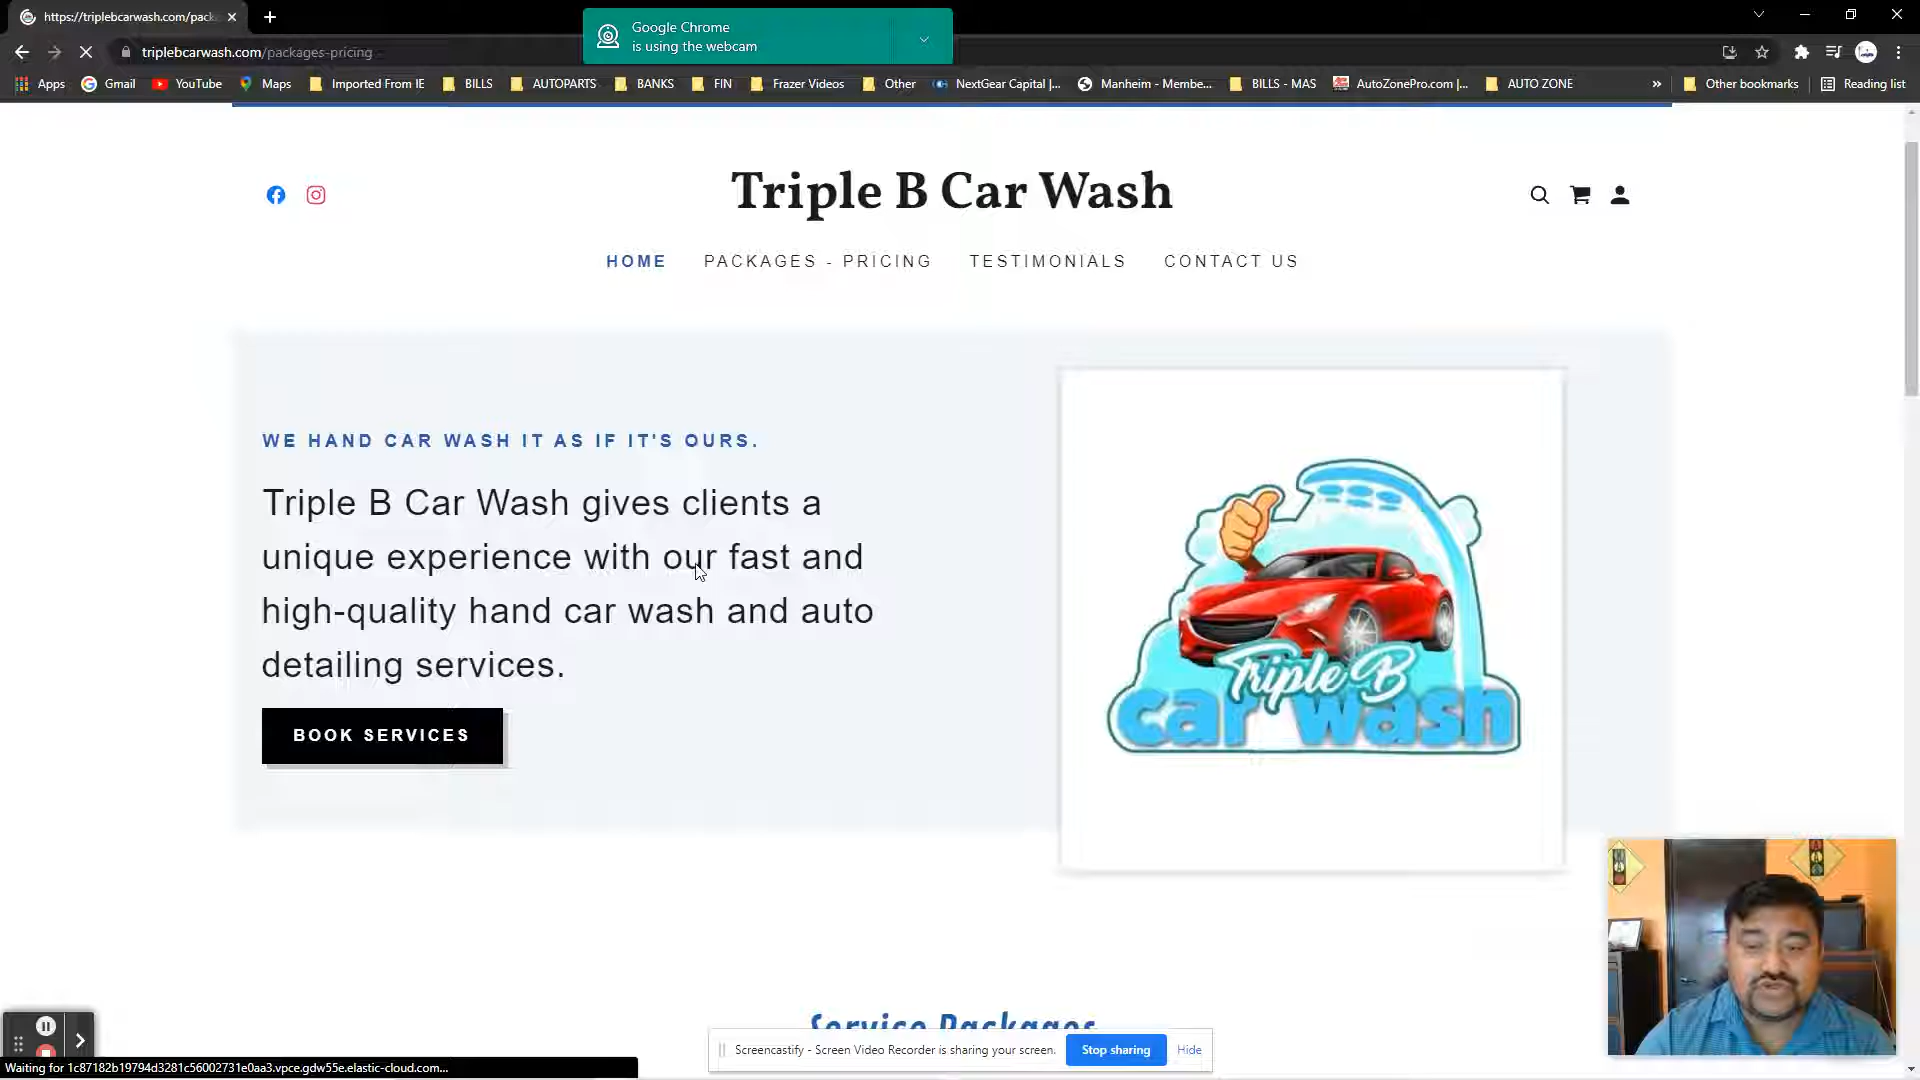 https://triplebcarwash.com/pack
Google Chrome
is using the webcam
triplebcarwash.com/packages-pricing
Apps
Gmail
YouTube
Maps
Imported From IE
BILLS
AUTOPARTS
BANKS
FIN
Frazer Videos
Other
NextGear Capital |...
Manheim - Membe...
BILLS - MAS
AutoZonePro.com |...
AUTO ZONE
»
Other bookmarks
Reading list
Triple B Car Wash
HOME
PACKAGES - PRICING
TESTIMONIALS
CONTACT US
WE HAND CAR WASH IT AS IF IT'S OURS.
Triple B Car Wash gives clients a
unique experience with our fast and
high-quality hand car wash and auto
detailing services.
BOOK SERVICES
Triple B
car wash
Service Packages
Screencastify - Screen Video Recorder is sharing your screen.
Stop sharing
Hide
Waiting for 1c87182b19794d3281c56002731e0aa3.vpce.gdw55e.elastic-cloud.com...